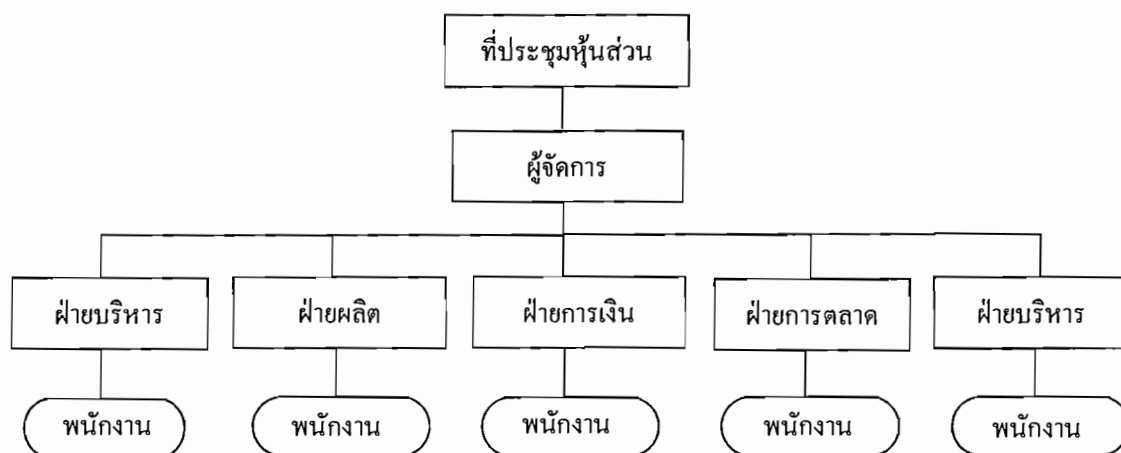 ที่ประชุมหุ้นส่วน
ผู้จัดการ
ฝ่ายบริหาร
ฝ่ายผลิต
ฝ่ายการเงิน
ฝ่ายการตลาด
ฝ่ายบริหาร
พนักงาน
พนักงาน
พนักงาน
พนักงาน
พนักงาน